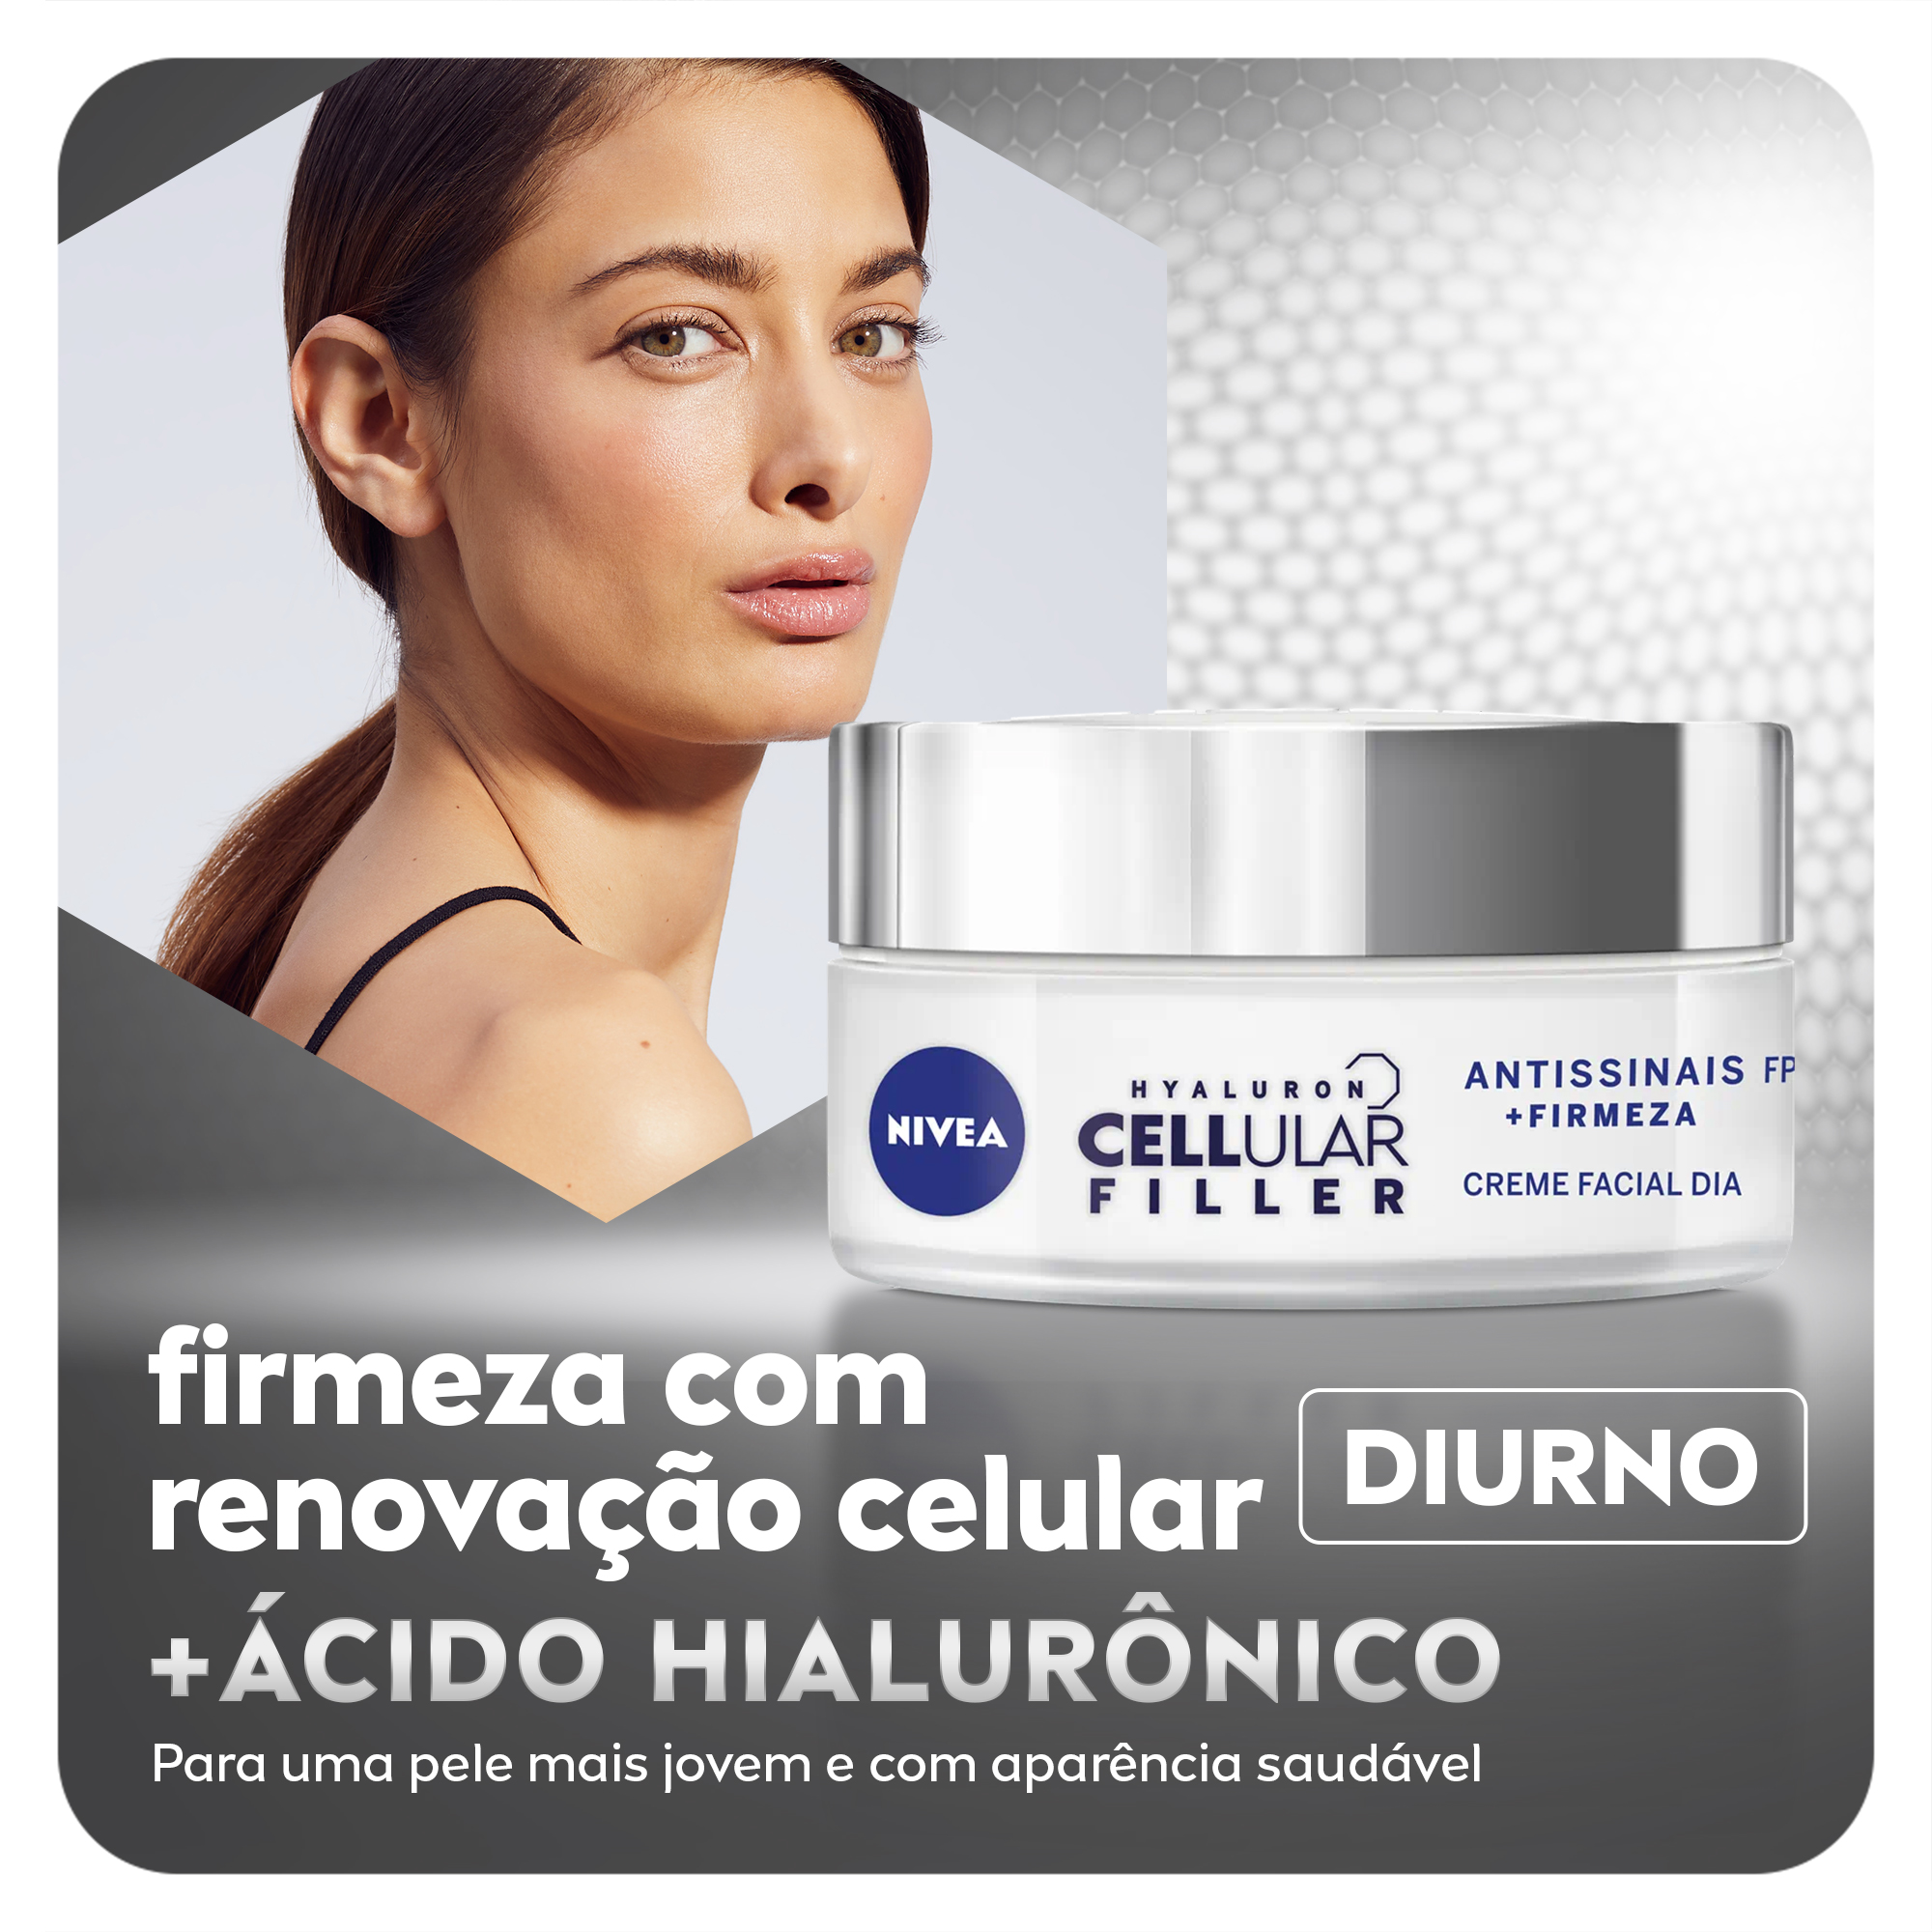 NIVEA
HYALURON
CELLULAR
FILLER
ANTISSINAIS FP
+FIRMEZA
CREME FACIAL DIA
firmeza com
renovação celular
DIURNO
+ÁCIDO HIALURÔNICO
Para uma pele mais jovem e com aparência saudável